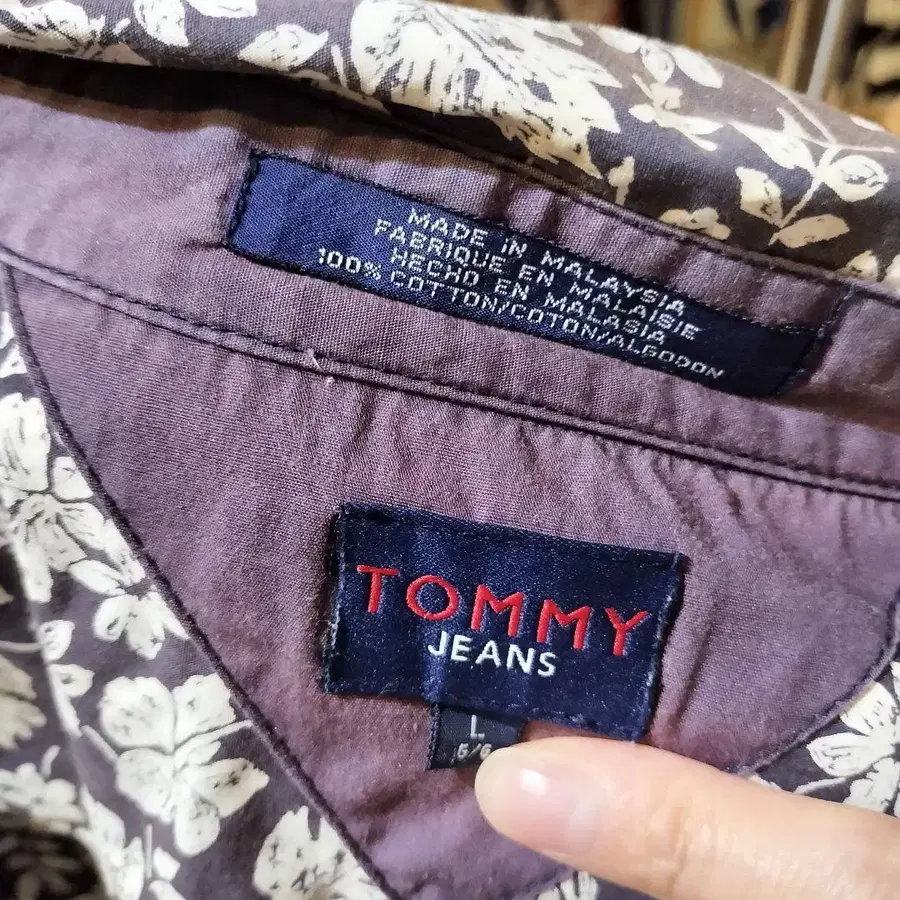 MADE IN MALAYSIA
FABRIQUE EN MALAISIE
HECHO EN MALASIA
100% COTTON/COTON/ALGODON
TOMMY
JEANS
L